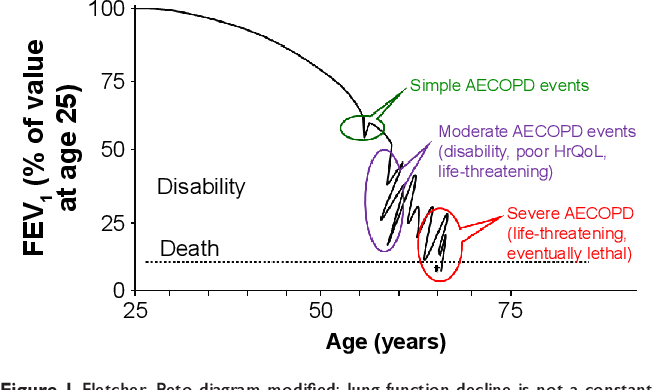 100
75
50
25
0
FEV1 (% of value
at age 25)
Simple AECOPD events
Moderate AECOPD events
(disability, poor HrQoL,
life-threatening)
Disability
Severe AECOPD
(life-threatening,
eventually lethal)
Death
25
50
75
Age (years)
Figure 1 Fletcher–Peto diagram modified: lung function decline is not a constant